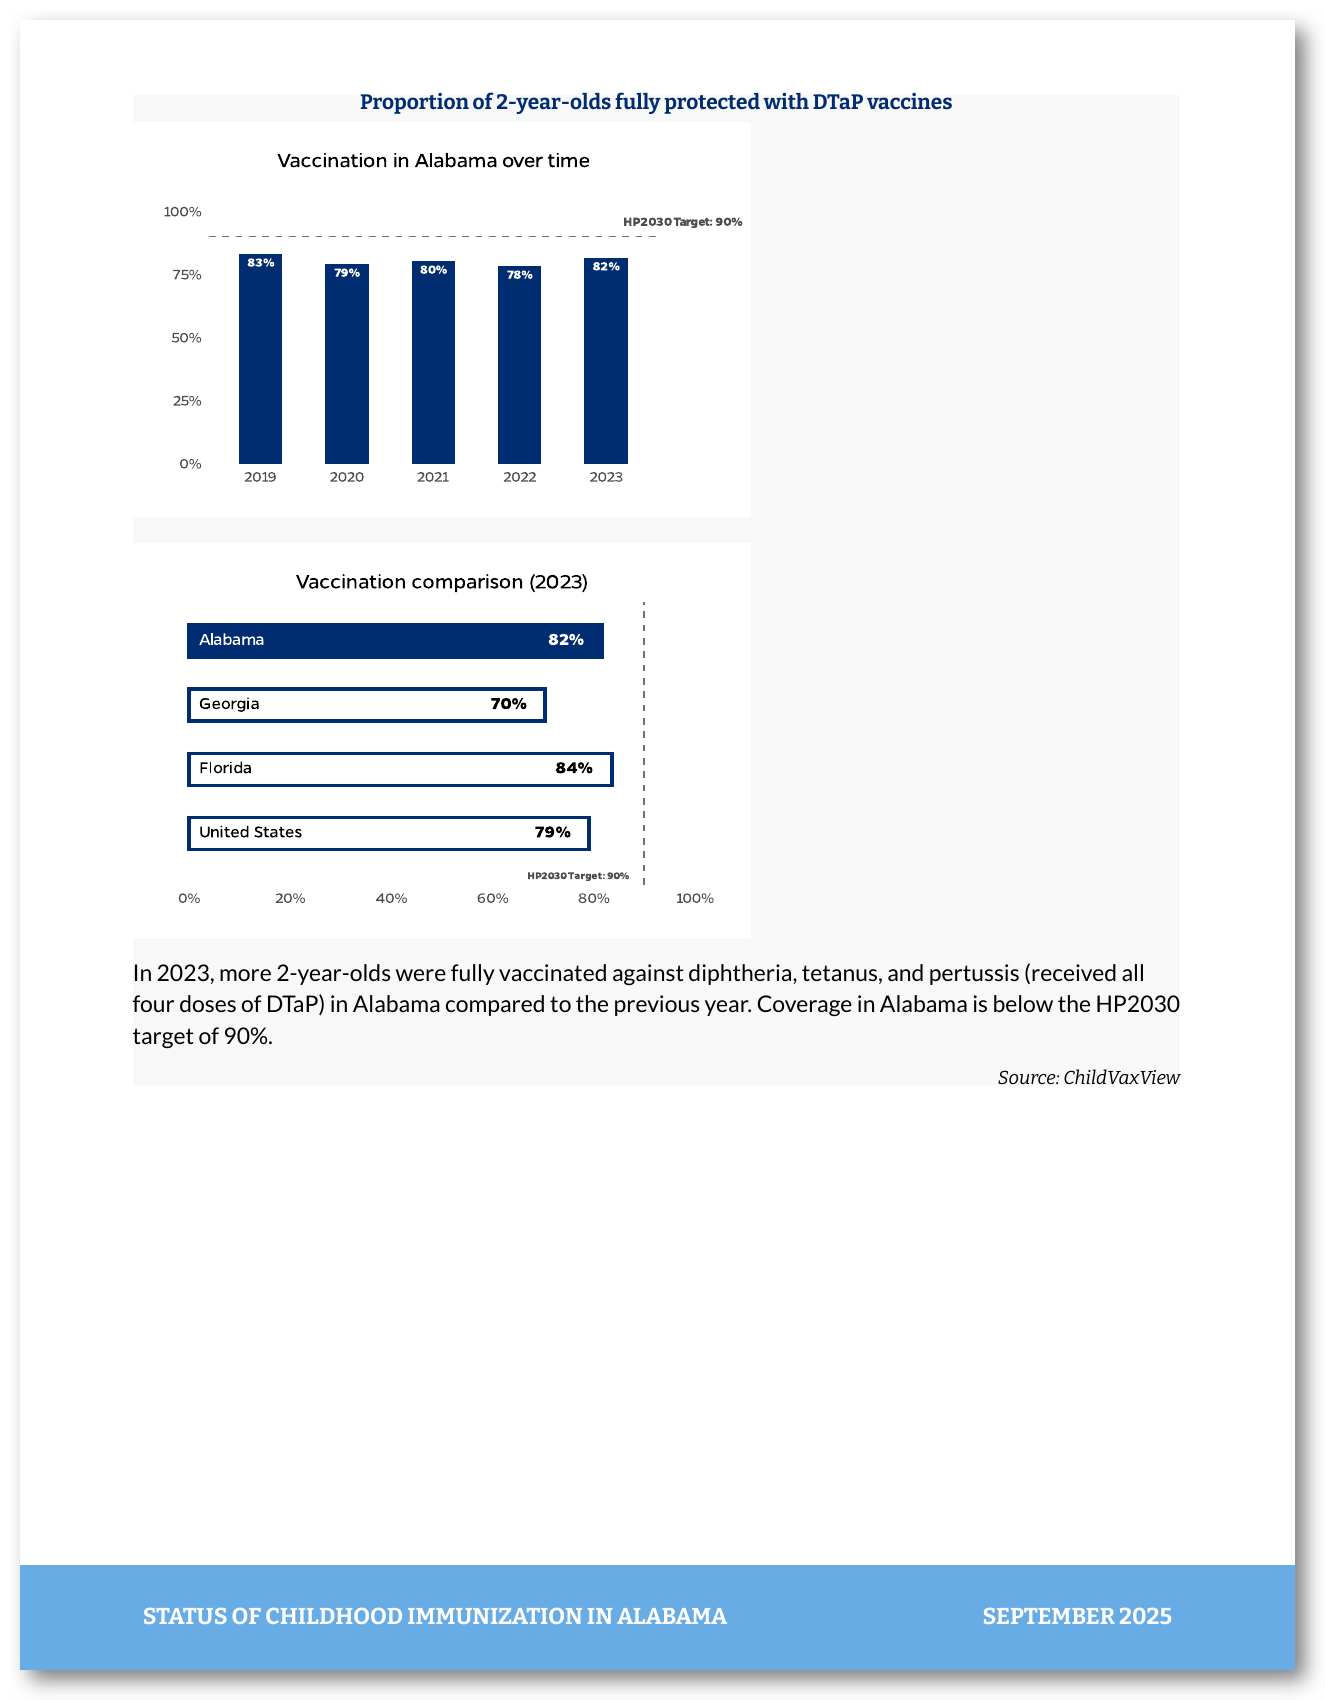 Proportion of 2-year-olds fully protected with DTaP vaccines
Vaccination in Alabama over time
100%
HP2030 Target: 90%
75%
50%
25%
0%
83%
79%
80%
78%
82%
2019
2020
2021
2022
2023
Vaccination comparison (2023)
Alabama 82%
Georgia 70%
Florida 84%
United States 79%
HP2030 Target: 90%
0% 20% 40% 60% 80% 100%
In 2023, more 2-year-olds were fully vaccinated against diphtheria, tetanus, and pertussis (received all
four doses of DTaP) in Alabama compared to the previous year. Coverage in Alabama is below the HP2030
target of 90%.
Source: ChildVaxView
STATUS OF CHILDHOOD IMMUNIZATION IN ALABAMA
SEPTEMBER 2025